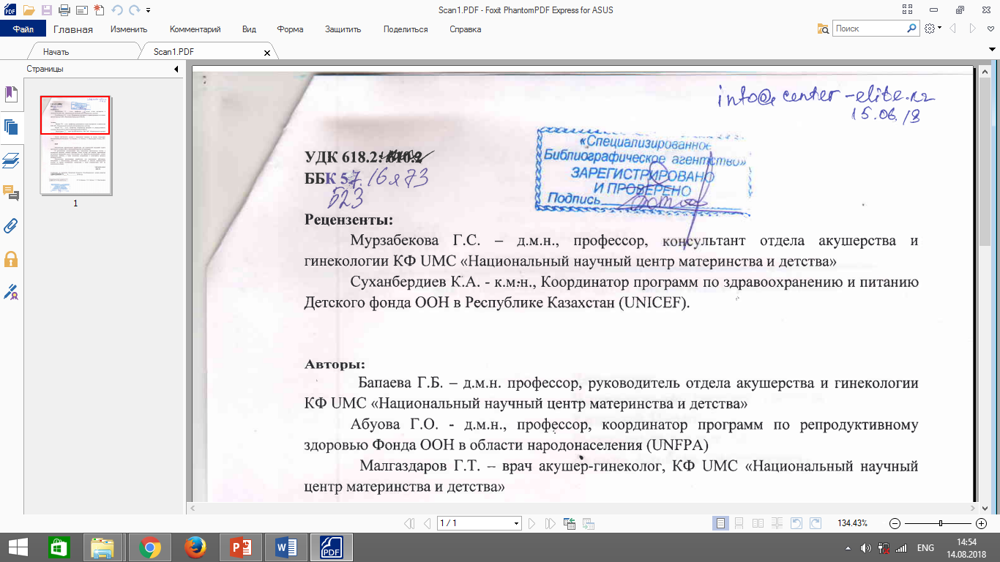 Scan1.PDF - Foxit PhantomPDF Express for ASUS
Файл Главная Изменить Комментарий Вид Форма Защитить Поделиться Справка
Поиск
Начать Scan1.PDF
Страницы
1
info@center-elite.kz
15.06.18
«Специализированное
Библиографическое агентство»
ЗАРЕГИСТРИРОВАНО
И ПРОВЕРЕНО
Подпись
УДК 618.2:
ББК 57.16я73
Б23
Рецензенты:
Мурзабекова Г.С. – д.м.н., профессор, консультант отдела акушерства и
гинекологии КФ UMC «Национальный научный центр материнства и детства»
Суханбердиев К.А. - к.м.н., Координатор программ по здравоохранению и питанию
Детского фонда ООН в Республике Казахстан (UNICEF).
Авторы:
Бапаева Г.Б. – д.м.н. профессор, руководитель отдела акушерства и гинекологии
КФ UMC «Национальный научный центр материнства и детства»
Абуова Г.О. - д.м.н., профессор, координатор программ по репродуктивному
здоровью Фонда ООН в области народонаселения (UNFPA)
Малгаздаров Г.Т. – врач акушер-гинеколог, КФ UMC «Национальный научный
центр материнства и детства»
1 / 1
134.43%
ENG
14:54
14.08.2018